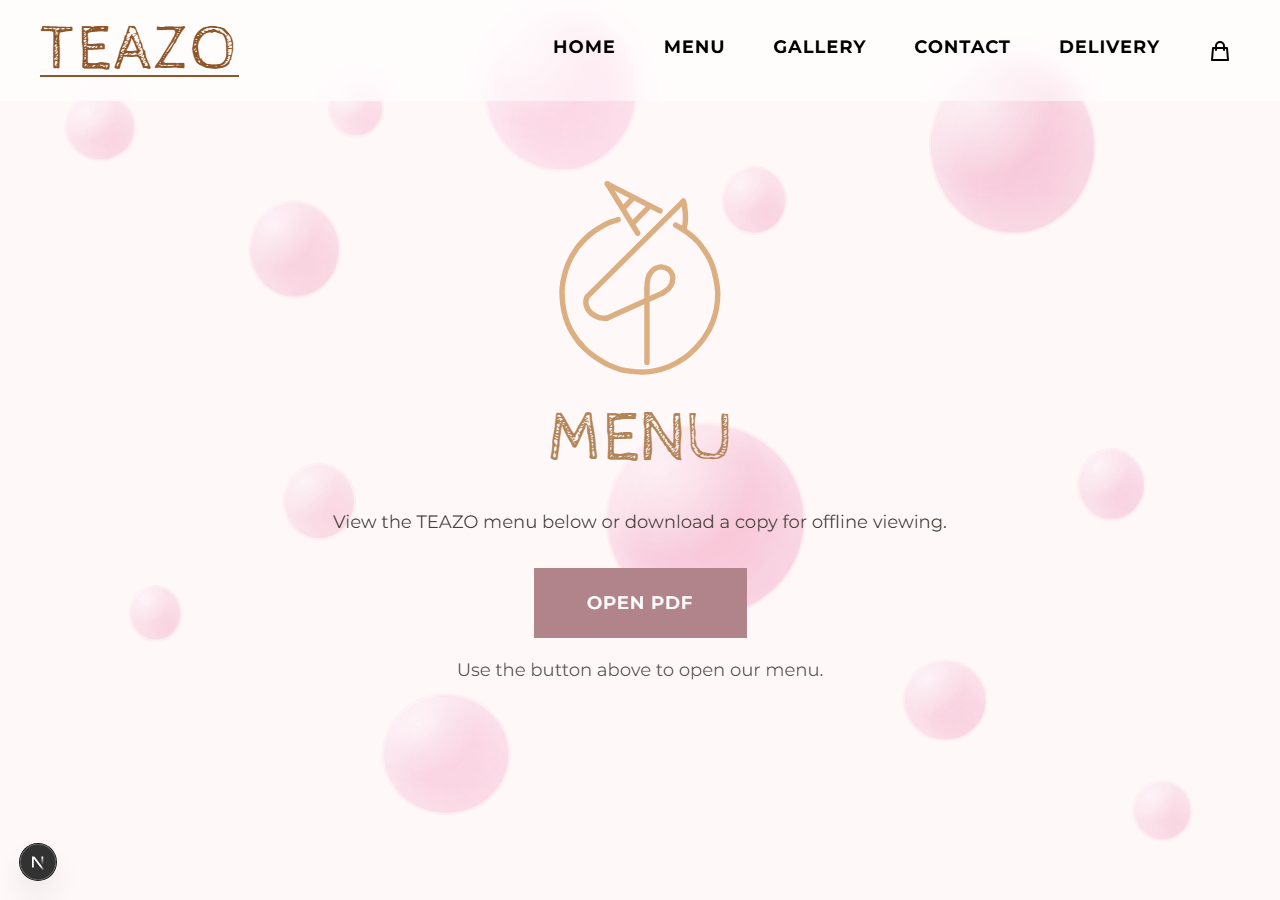 TEAZO
HOME MENU GALLERY CONTACT DELIVERY
MENU
View the TEAZO menu below or download a copy for offline viewing.
OPEN PDF
Use the button above to open our menu.
N